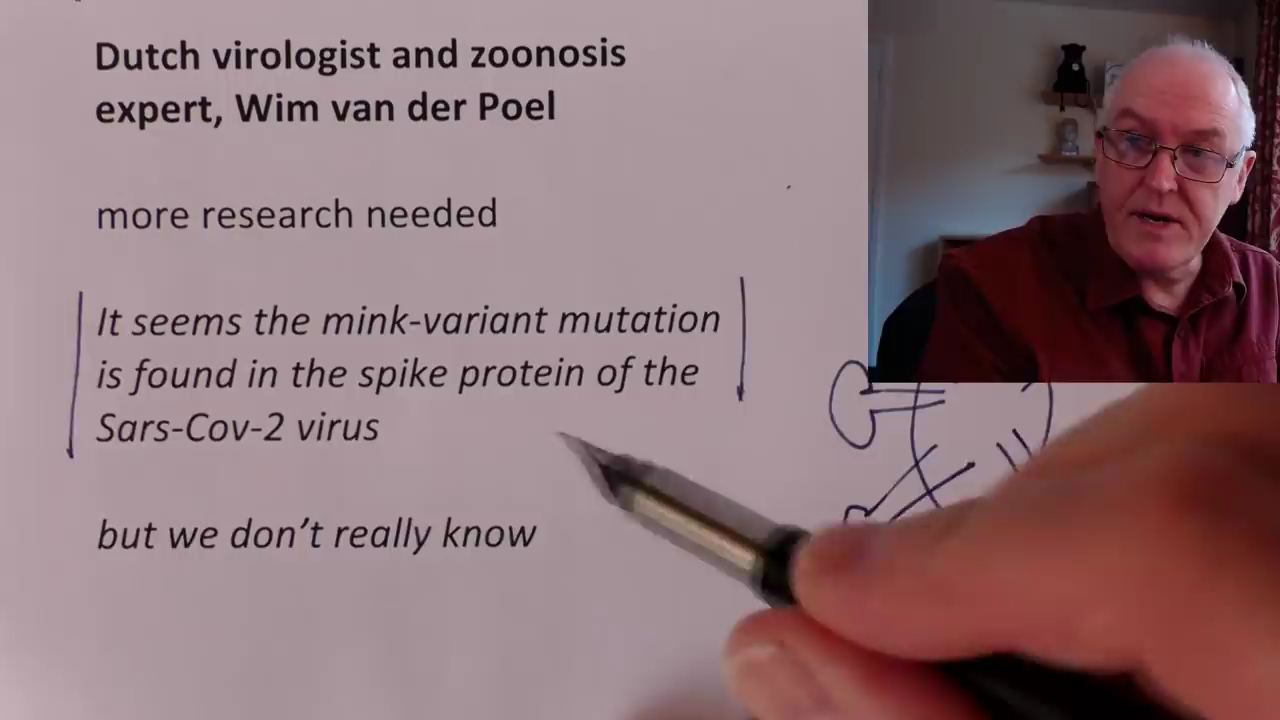 Dutch virologist and zoonosis
expert, Wim van der Poel
more research needed
It seems the mink-variant mutation
is found in the spike protein of the
Sars-Cov-2 virus
but we don’t really know